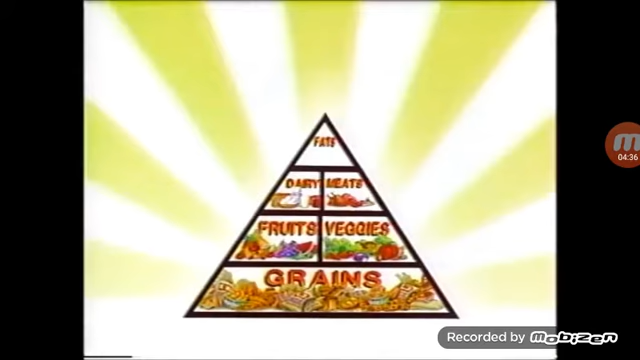 FATS
DAIRY MEATS
FRUITS VEGGIES
GRAINS
04:36
Recorded by mobizen